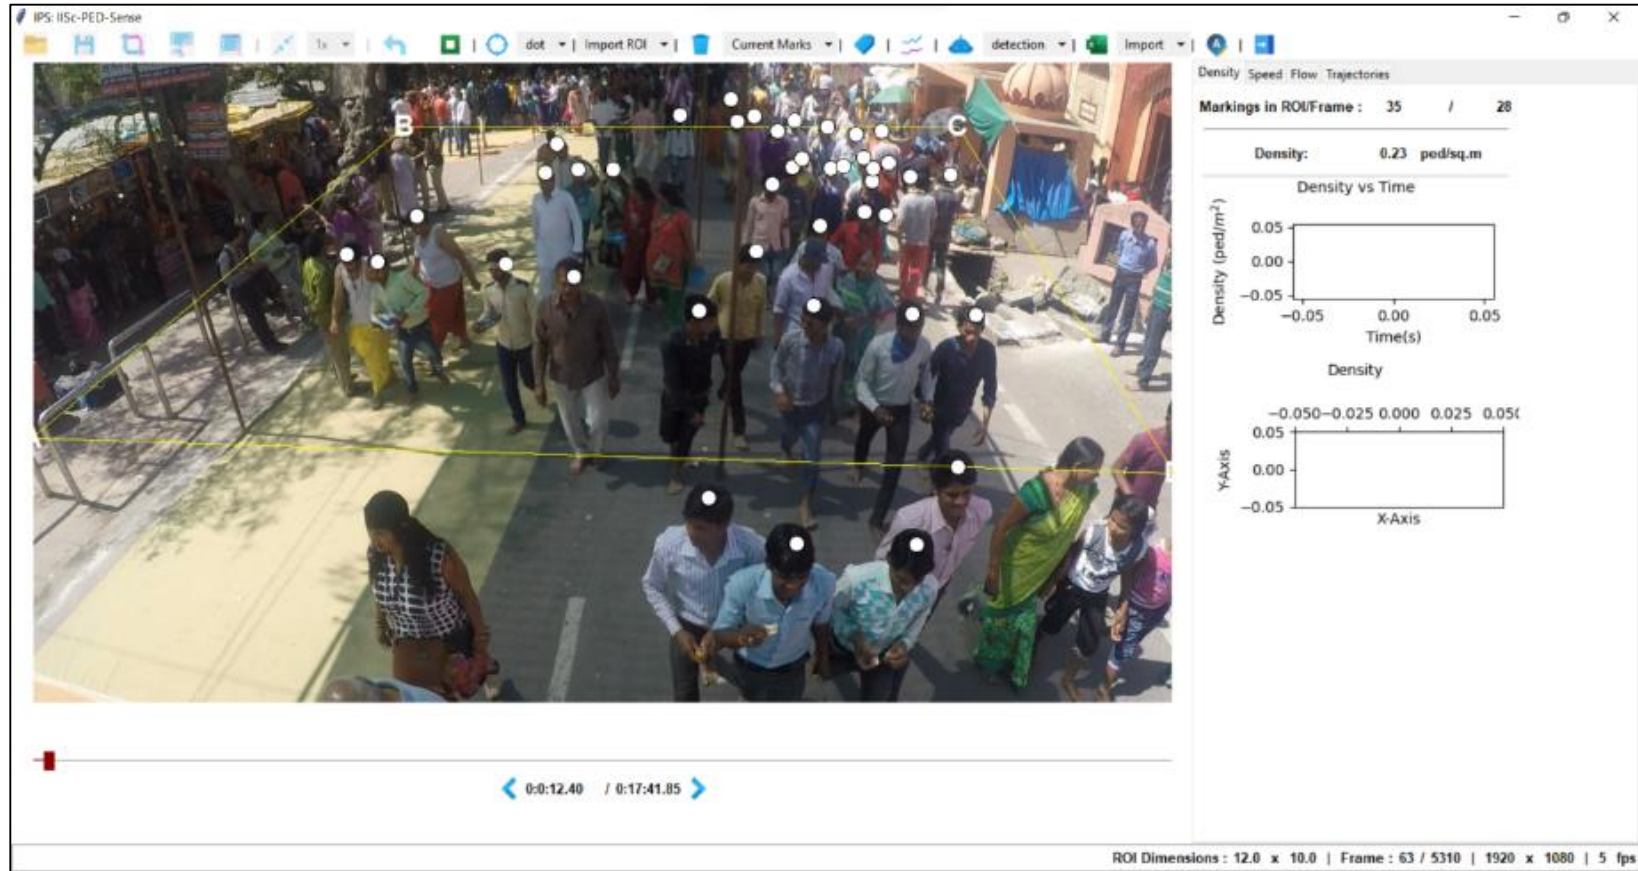 IPS: IISc-PED-Sense
1x dot Import ROI Current Marks detection Import
Density Speed Flow Trajectories
Markings in ROI/Frame : 35 / 28
Density: 0.23 ped/sq.m
Density vs Time
Density (ped/m²)
0.05
0.00
−0.05
−0.05 0.00 0.05
Time(s)
Density
−0.050 −0.025 0.000 0.025 0.050
Y-Axis
0.05
0.00
−0.05
X-Axis
B C
0:0:12.40 / 0:17:41.85
ROI Dimensions : 12.0 x 10.0 | Frame : 63 / 5310 | 1920 x 1080 | 5 fps